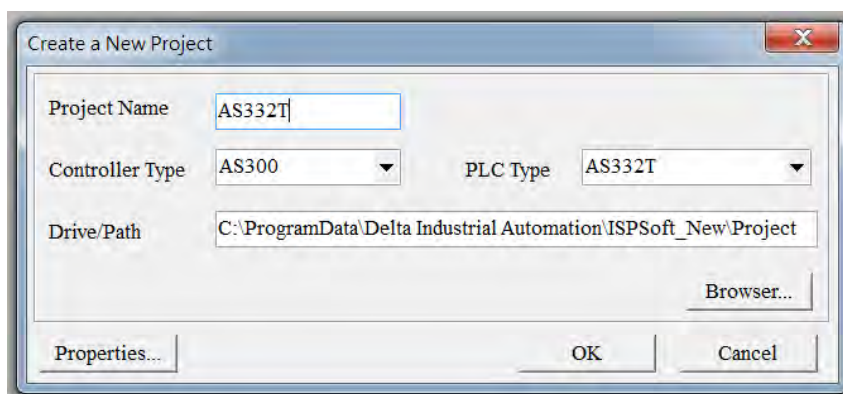 Create a New Project
Project Name AS332T
Controller Type AS300 PLC Type AS332T
Drive/Path C:\ProgramData\Delta Industrial Automation\ISPSoft_New\Project
Browser...
Properties... OK Cancel